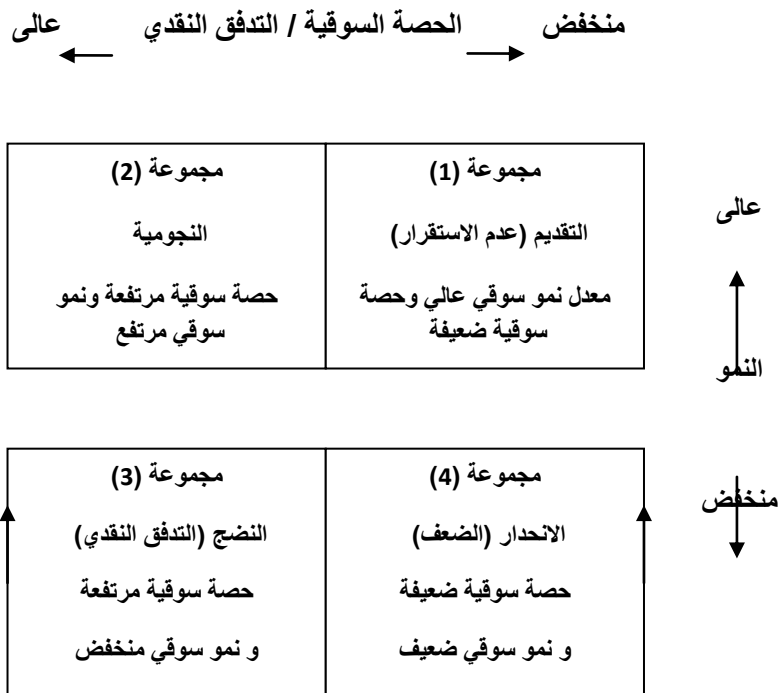 منخفض الحصة السوقية / التدفق النقدي عالى
مجموعة (1)
التقديم (عدم الاستقرار)
معدل نمو سوقي عالي وحصة
سوقية ضعيفة
مجموعة (2)
النجومية
حصة سوقية مرتفعة ونمو
سوقي مرتفع
عالى
النمو
منخفض
مجموعة (4)
الانحدار (الضعف)
حصة سوقية ضعيفة
و نمو سوقي ضعيف
مجموعة (3)
النضج (التدفق النقدي)
حصة سوقية مرتفعة
و نمو سوقي منخفض